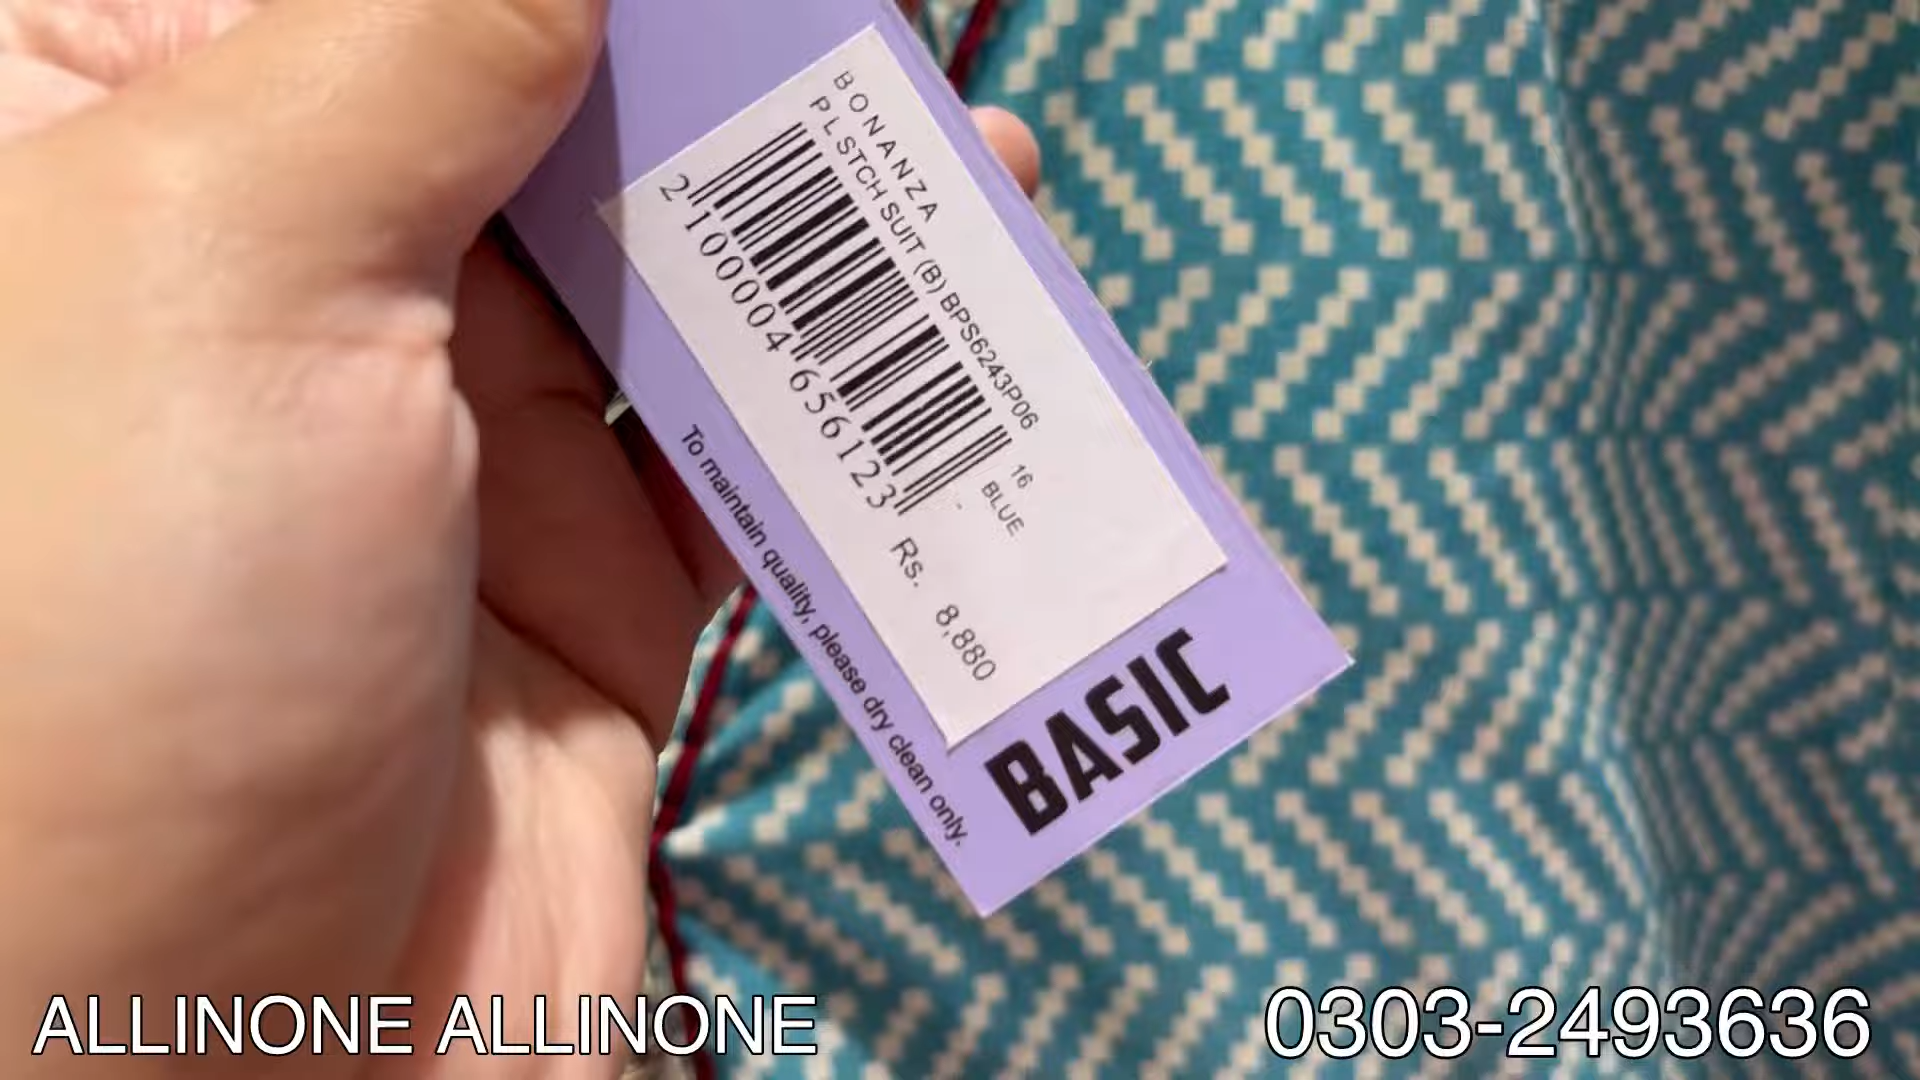 BONANZA
PL STCH SUIT (B) BPS6243P06
16
BLUE
-
2100004656123
Rs. 8,880
To maintain quality, please dry clean only.
BASIC
ALLINONE ALLINONE
0303-2493636